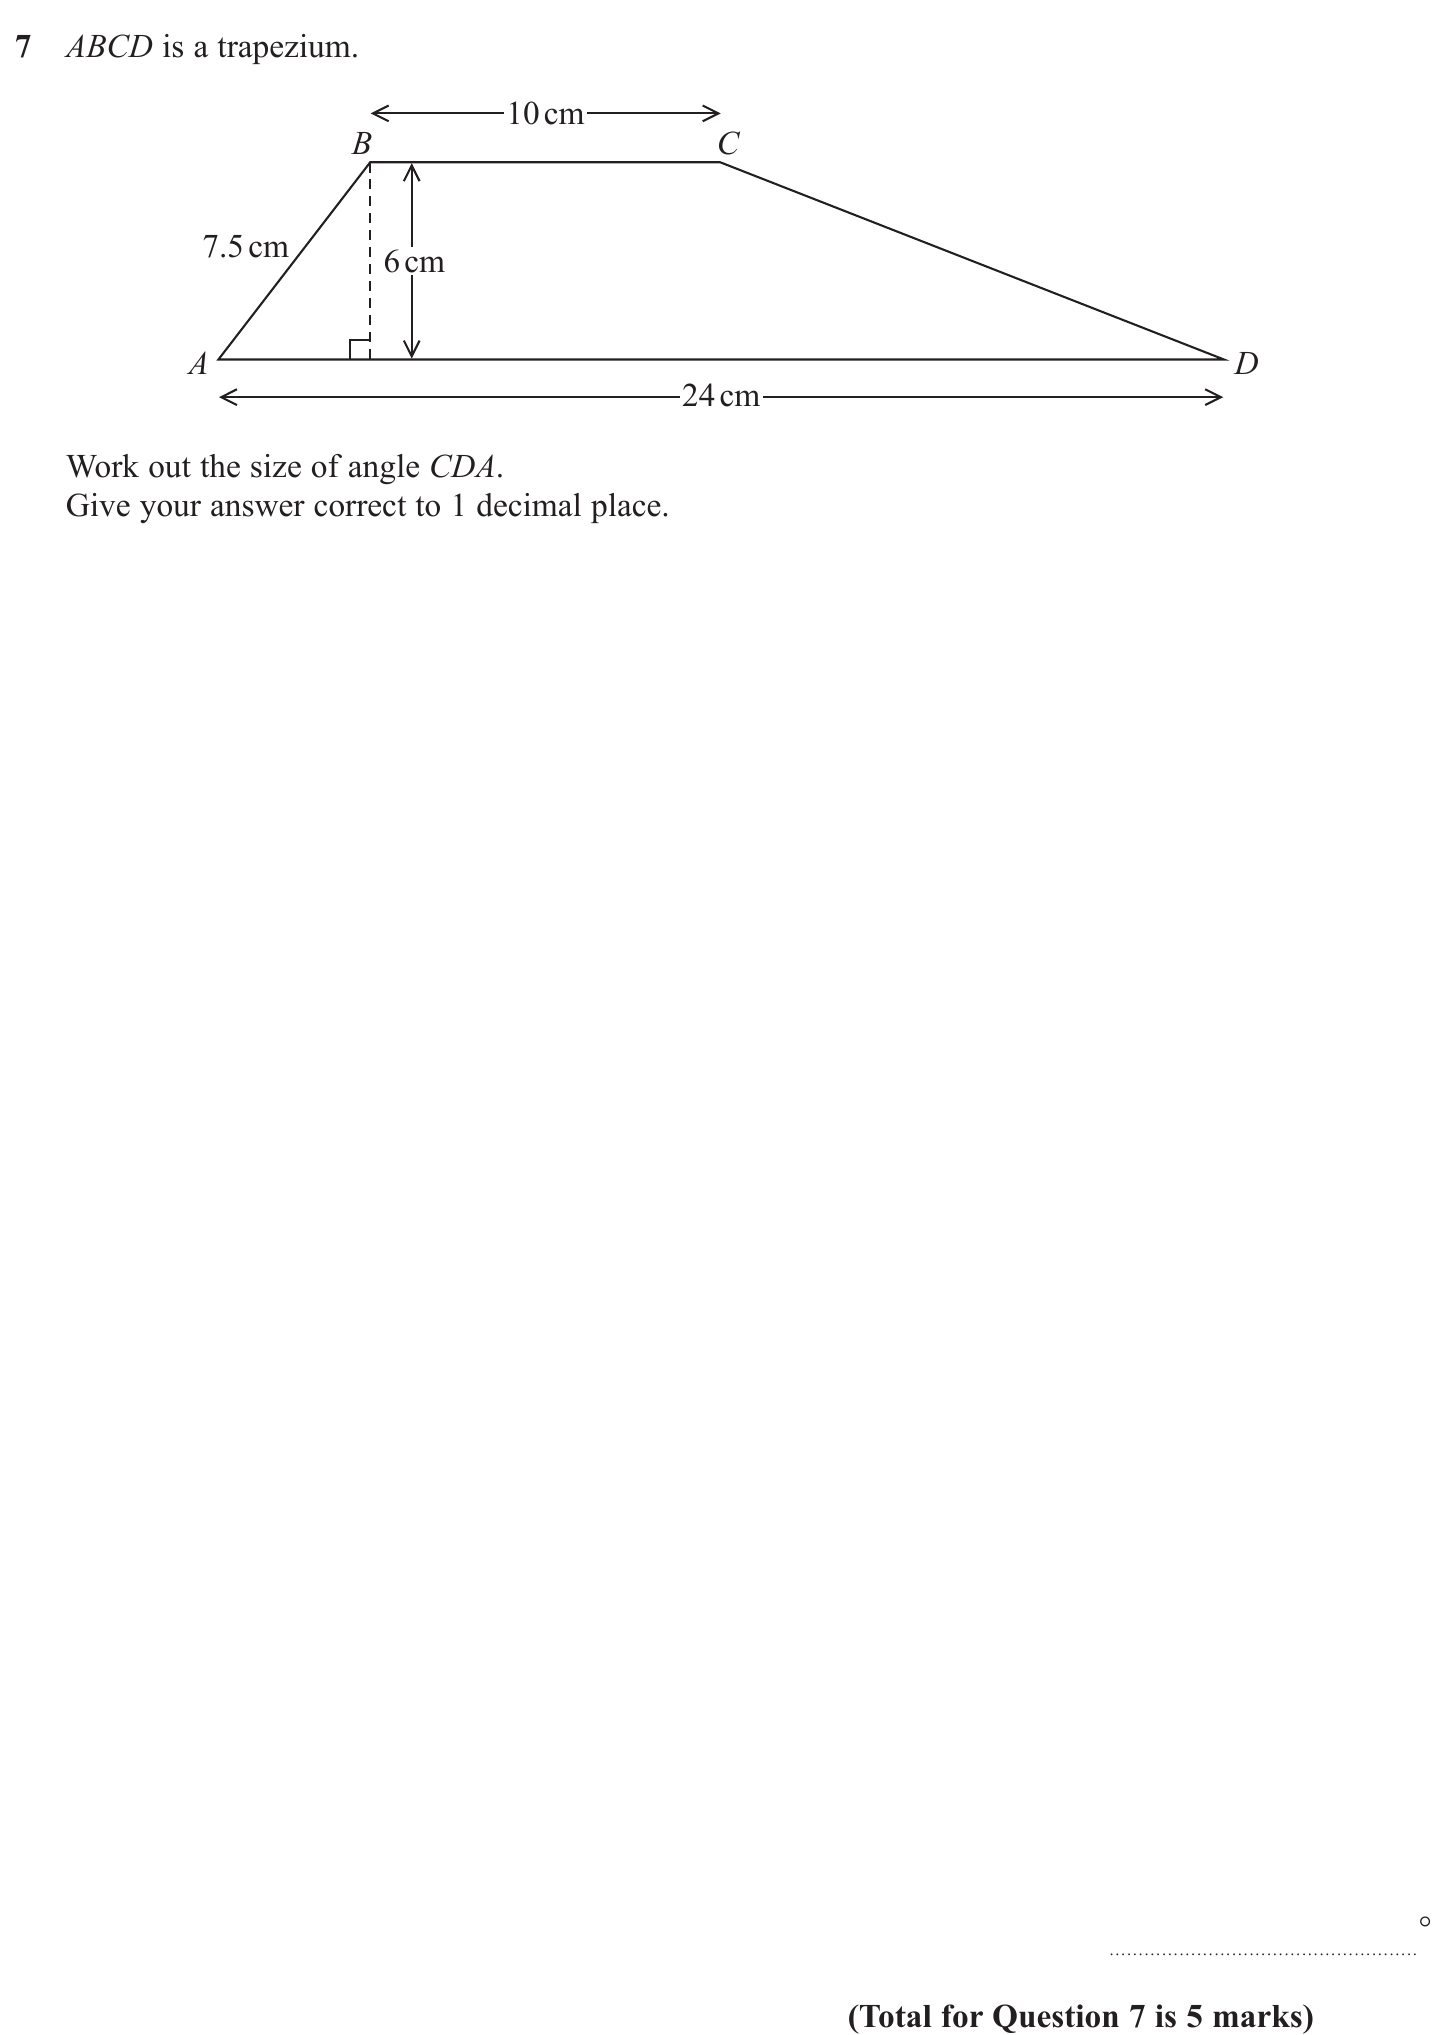 7 ABCD is a trapezium.
10 cm
B
C
7.5 cm
6 cm
A
D
24 cm
Work out the size of angle CDA.
Give your answer correct to 1 decimal place.
°
(Total for Question 7 is 5 marks)